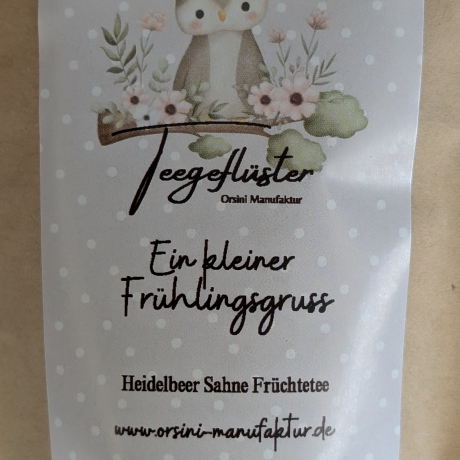 Teegeflüster
Orsini Manufaktur
Ein kleiner
Frühlingsgruss
Heidelbeer Sahne Früchtetee
www.orsini-manufaktur.de